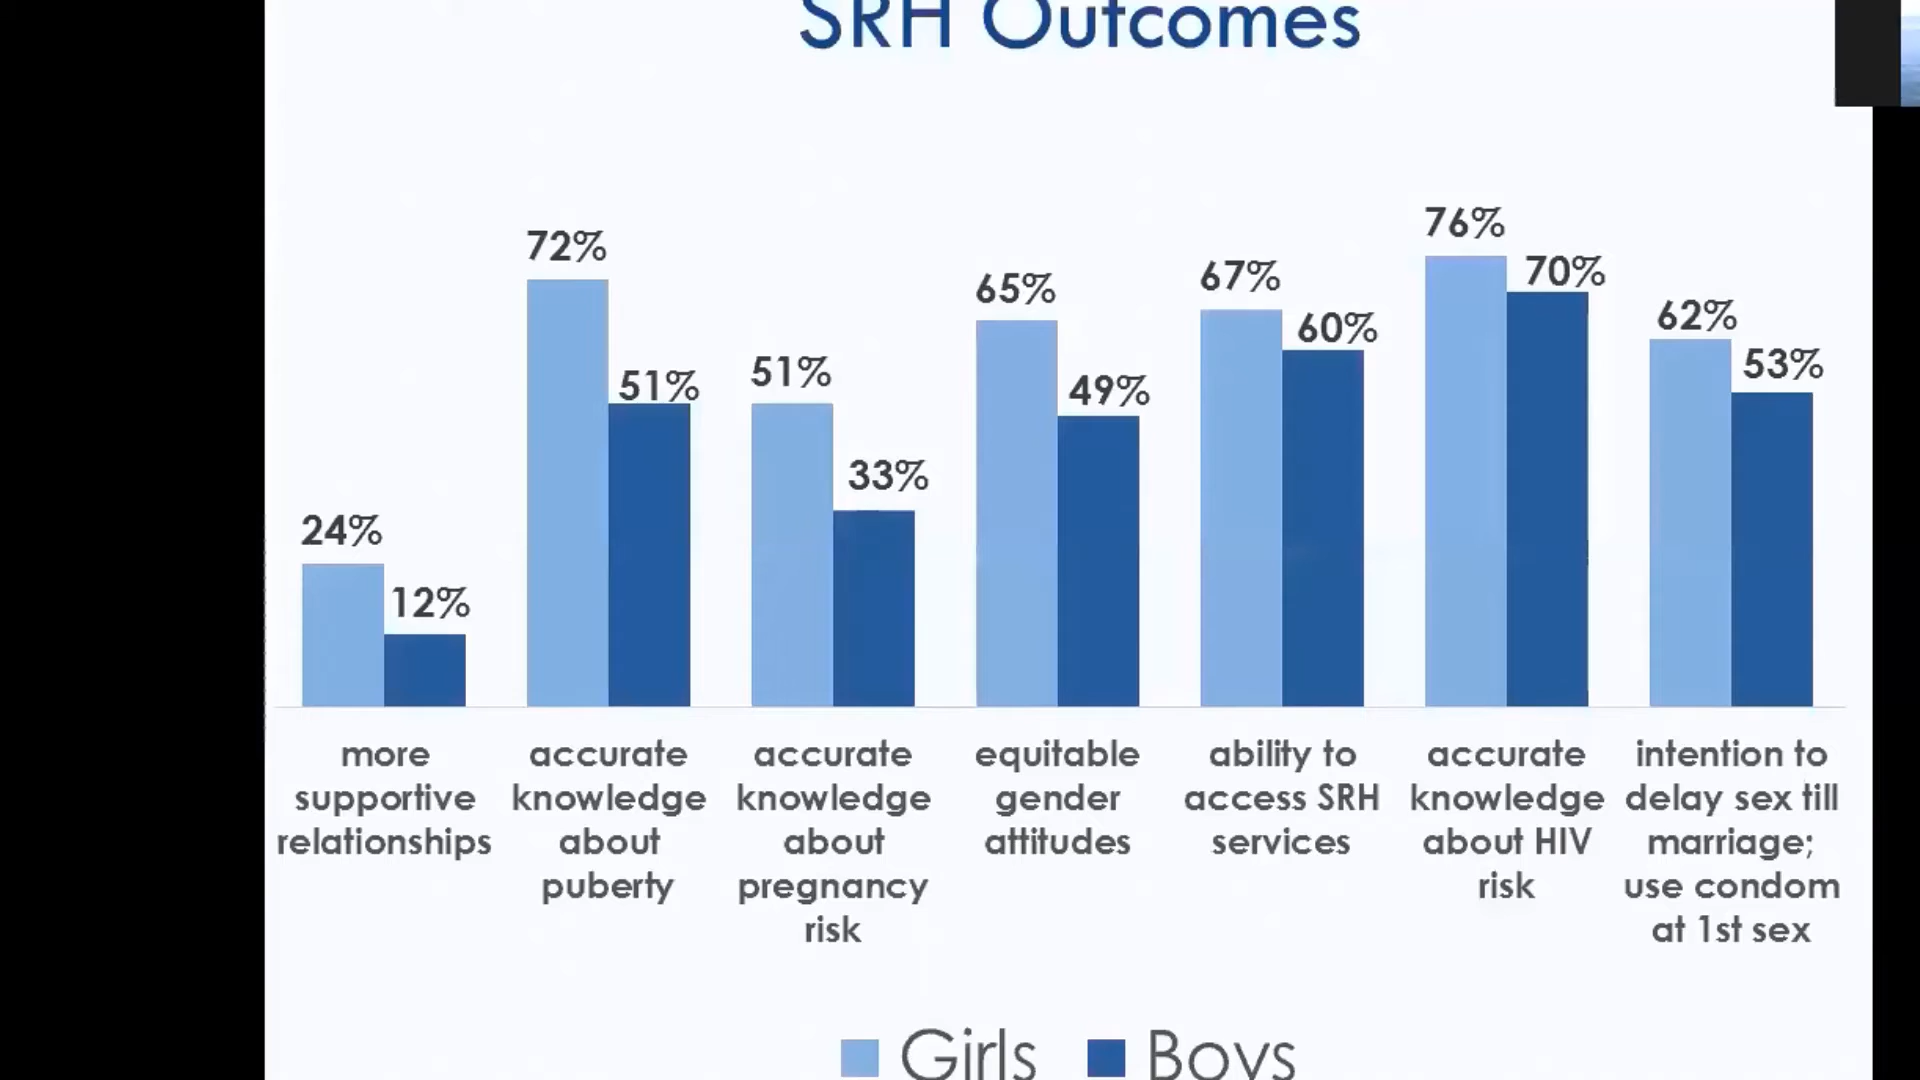 SRH Outcomes
76%
72%
70%
67%
65%
62%
60%
53%
51%
51%
49%
33%
24%
12%
more
supportive
relationships
accurate
knowledge
about
puberty
accurate
knowledge
about
pregnancy
risk
equitable
gender
attitudes
ability to
access SRH
services
accurate
knowledge
about HIV
risk
intention to
delay sex till
marriage;
use condom
at 1st sex
Girls
Boys